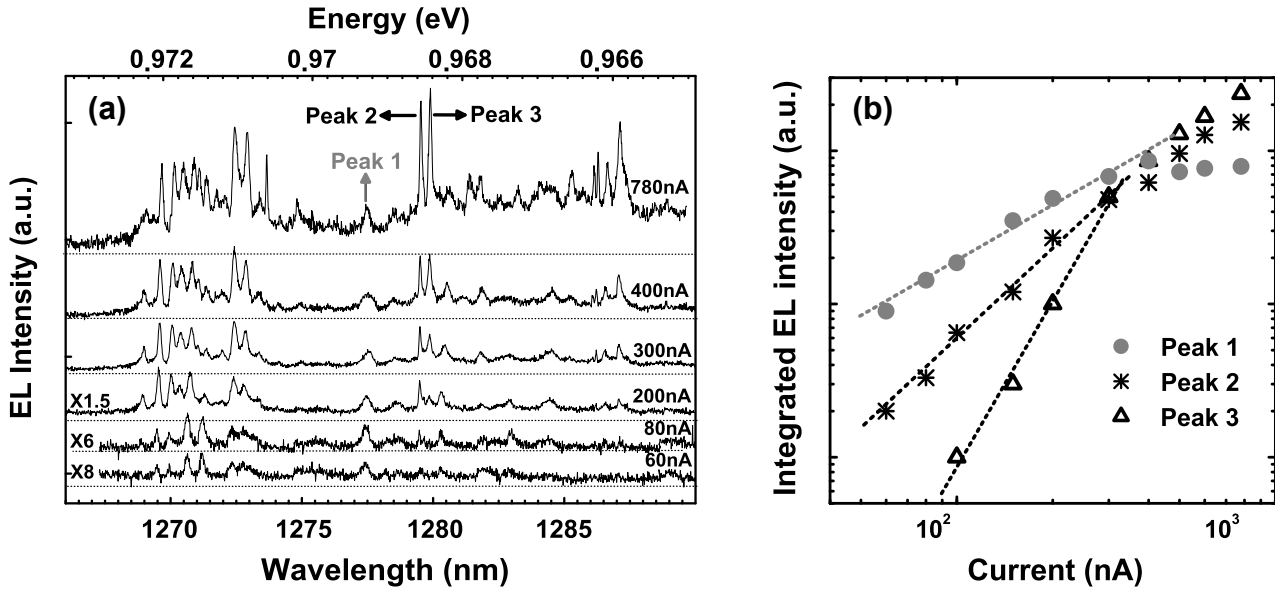 Energy (eV)
0.972 0.97 0.968 0.966
(a)
Peak 2 Peak 3
Peak 1
780nA
400nA
300nA
X1.5 200nA
X6 80nA
X8 60nA
EL Intensity (a.u.)
1270 1275 1280 1285
Wavelength (nm)
(b)
Integrated EL intensity (a.u.)
Peak 1
Peak 2
Peak 3
10² 10³
Current (nA)